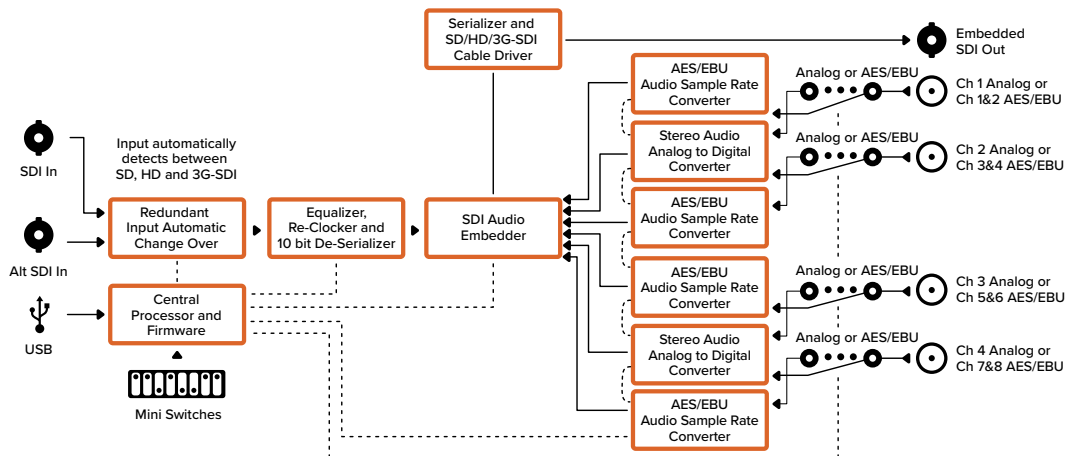 Serializer and
SD/HD/3G-SDI
Cable Driver
Embedded
SDI Out
AES/EBU
Audio Sample Rate
Converter
Analog or AES/EBU
Ch 1 Analog or
Ch 1&2 AES/EBU
SDI In
Input automatically
detects between
SD, HD and 3G-SDI
Stereo Audio
Analog to Digital
Converter
Analog or AES/EBU
Ch 2 Analog or
Ch 3&4 AES/EBU
Alt SDI In
Redundant
Input Automatic
Change Over
Equalizer,
Re-Clocker and
10 bit De-Serializer
SDI Audio
Embedder
AES/EBU
Audio Sample Rate
Converter
USB
Central
Processor and
Firmware
AES/EBU
Audio Sample Rate
Converter
Analog or AES/EBU
Ch 3 Analog or
Ch 5&6 AES/EBU
Stereo Audio
Analog to Digital
Converter
Analog or AES/EBU
Ch 4 Analog or
Ch 7&8 AES/EBU
Mini Switches
AES/EBU
Audio Sample Rate
Converter